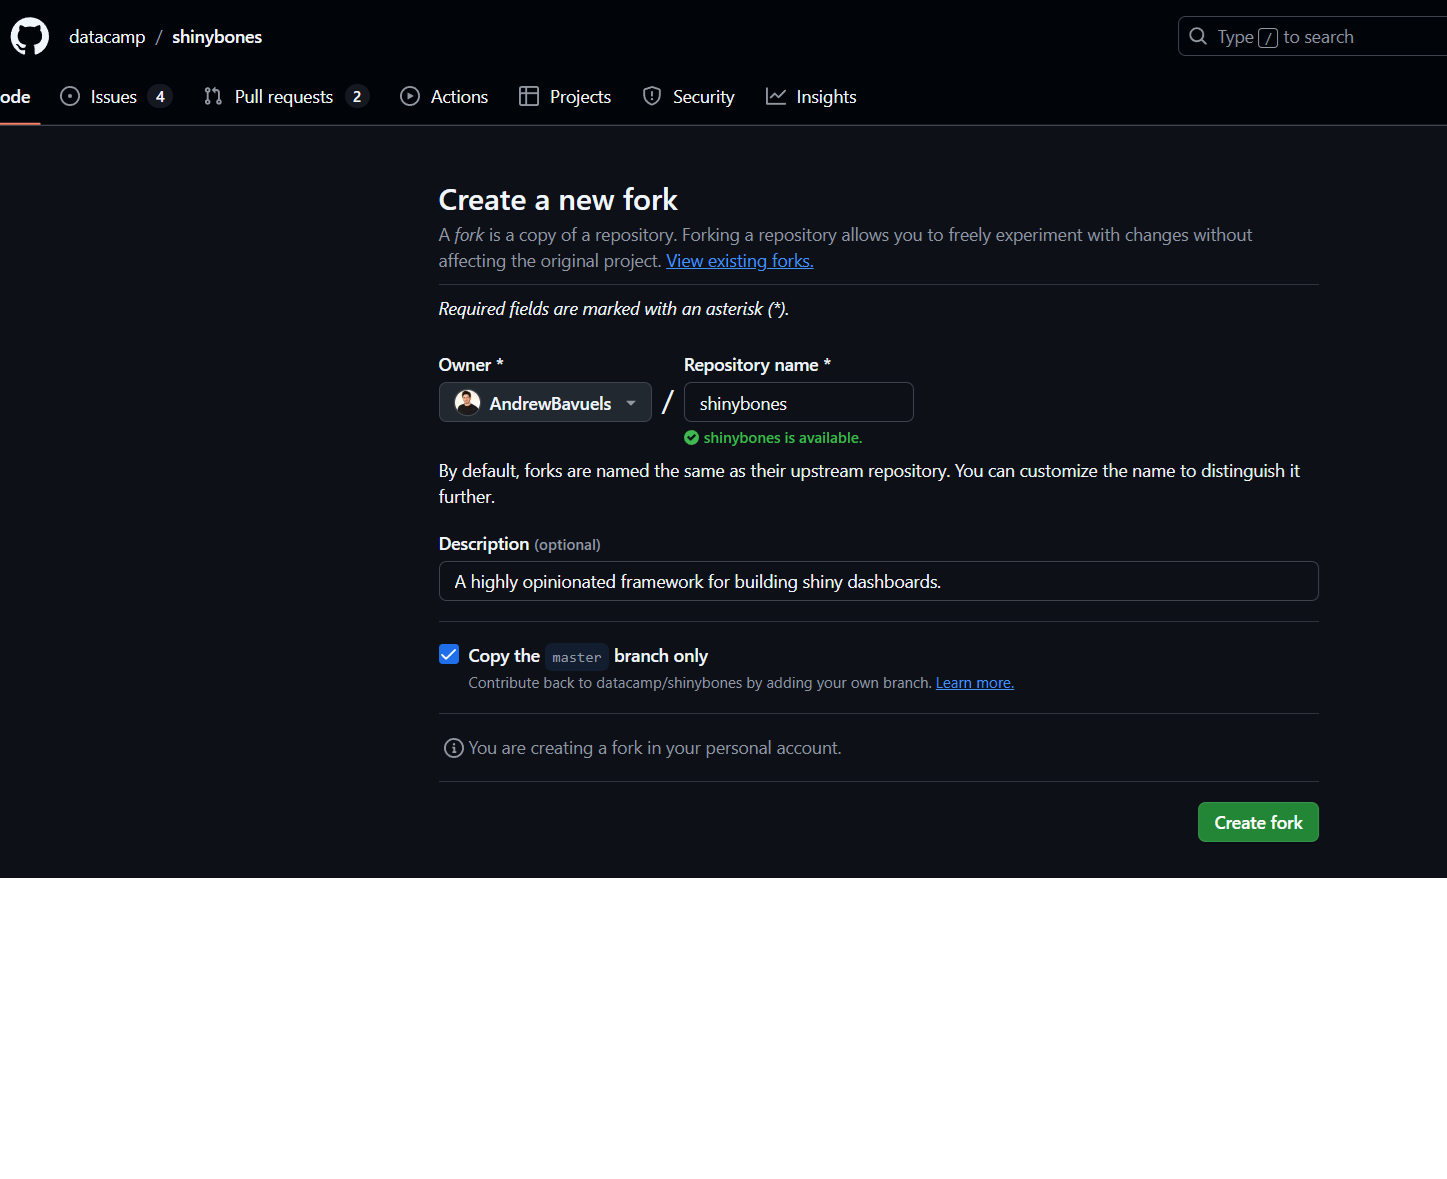 datacamp / shinybones
Type / to search
ode
Issues 4
Pull requests 2
Actions
Projects
Security
Insights
Create a new fork
A fork is a copy of a repository. Forking a repository allows you to freely experiment with changes without
affecting the original project. View existing forks.
Required fields are marked with an asterisk (*).
Owner *
Repository name *
AndrewBavuels / shinybones
shinybones is available.
By default, forks are named the same as their upstream repository. You can customize the name to distinguish it
further.
Description (optional)
A highly opinionated framework for building shiny dashboards.
Copy the master branch only
Contribute back to datacamp/shinybones by adding your own branch. Learn more.
You are creating a fork in your personal account.
Create fork